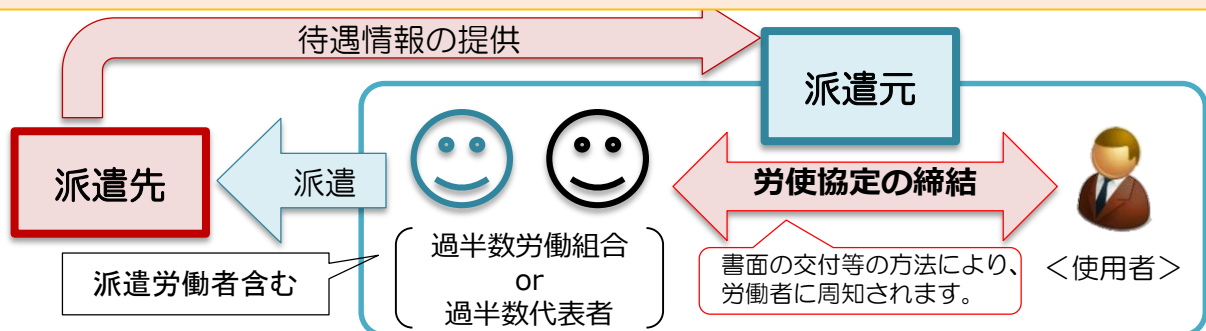 待遇情報の提供
派遣元
派遣先
派遣
労使協定の締結
過半数労働組合
or
過半数代表者
派遣労働者含む
書面の交付等の方法により、
労働者に周知されます。
＜使用者＞